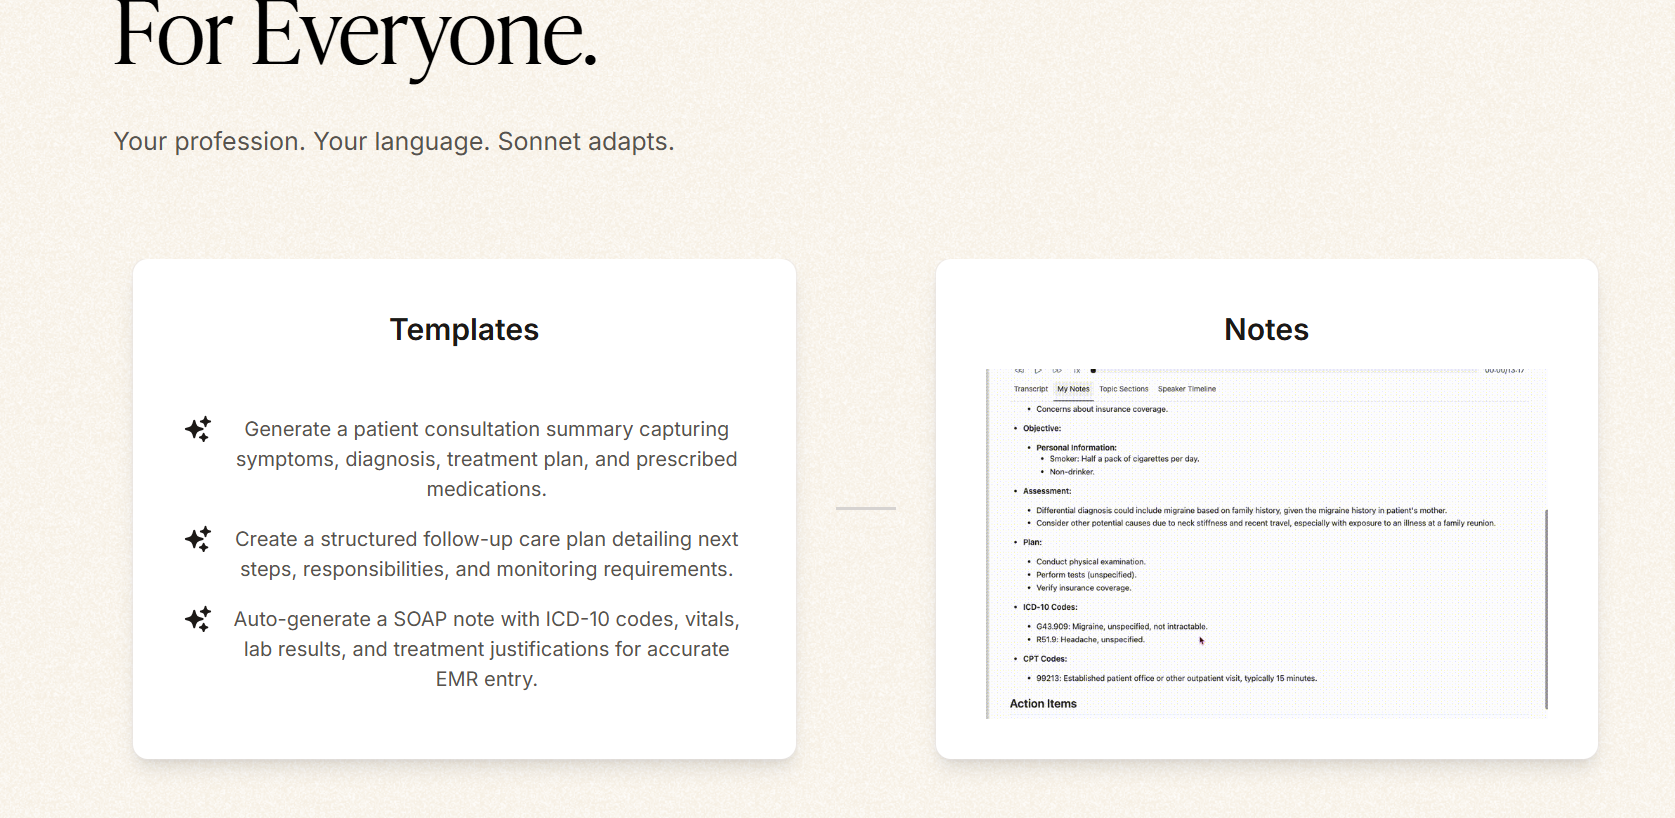 For Everyone.
Your profession. Your language. Sonnet adapts.
Templates
Generate a patient consultation summary capturing
symptoms, diagnosis, treatment plan, and prescribed
medications.
Create a structured follow-up care plan detailing next
steps, responsibilities, and monitoring requirements.
Auto-generate a SOAP note with ICD-10 codes, vitals,
lab results, and treatment justifications for accurate
EMR entry.
Notes
1x 00:00/13:17
Transcript My Notes Topic Sections Speaker Timeline
• Concerns about insurance coverage.
• Objective:
• Personal Information:
• Smoker: Half a pack of cigarettes per day.
• Non-drinker.
• Assessment:
• Differential diagnosis could include migraine based on family history, given the migraine history in patient's mother.
• Consider other potential causes due to neck stiffness and recent travel, especially with exposure to an illness at a family reunion.
• Plan:
• Conduct physical examination.
• Perform tests (unspecified).
• Verify insurance coverage.
• ICD-10 Codes:
• G43.909: Migraine, unspecified, not intractable.
• R51.9: Headache, unspecified.
• CPT Codes:
• 99213: Established patient office or other outpatient visit, typically 15 minutes.
Action Items